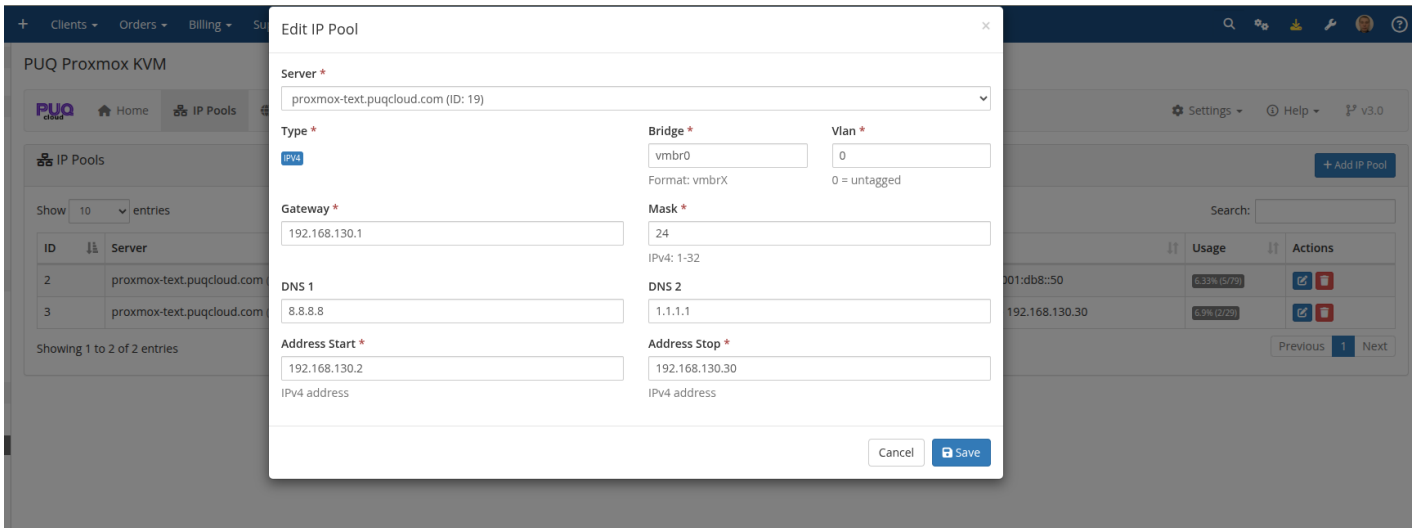 + Clients Orders Billing
Edit IP Pool ×
PUQ Proxmox KVM
Server *
proxmox-text.puqcloud.com (ID: 19)
PUQ cloud Home IP Pools Settings Help v3.0
Type * Bridge * Vlan *
IPV4 vmbr0 0
Format: vmbrX 0 = untagged
IP Pools + Add IP Pool
Show 10 entries Search:
Gateway * Mask *
192.168.130.1 24
IPv4: 1-32
ID Server Usage Actions
2 proxmox-text.puqcloud.com 001:db8::50 6.33% (5/79)
DNS 1 DNS 2
8.8.8.8 1.1.1.1
3 proxmox-text.puqcloud.com 192.168.130.30 6.9% (2/29)
Showing 1 to 2 of 2 entries Previous 1 Next
Address Start * Address Stop *
192.168.130.2 192.168.130.30
IPv4 address IPv4 address
Cancel Save